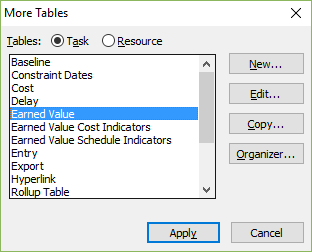 More Tables
Tables: Task Resource
Baseline
Constraint Dates
Cost
Delay
Earned Value
Earned Value Cost Indicators
Earned Value Schedule Indicators
Entry
Export
Hyperlink
Rollup Table
New...
Edit...
Copy...
Organizer...
Apply
Cancel